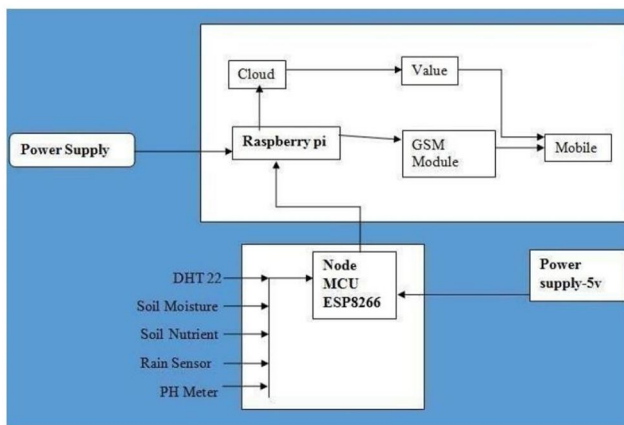 Cloud
Value
Power Supply
Raspberry pi
GSM
Module
Mobile
Node
MCU
ESP8266
Power
supply-5v
DHT 22
Soil Moisture
Soil Nutrient
Rain Sensor
PH Meter